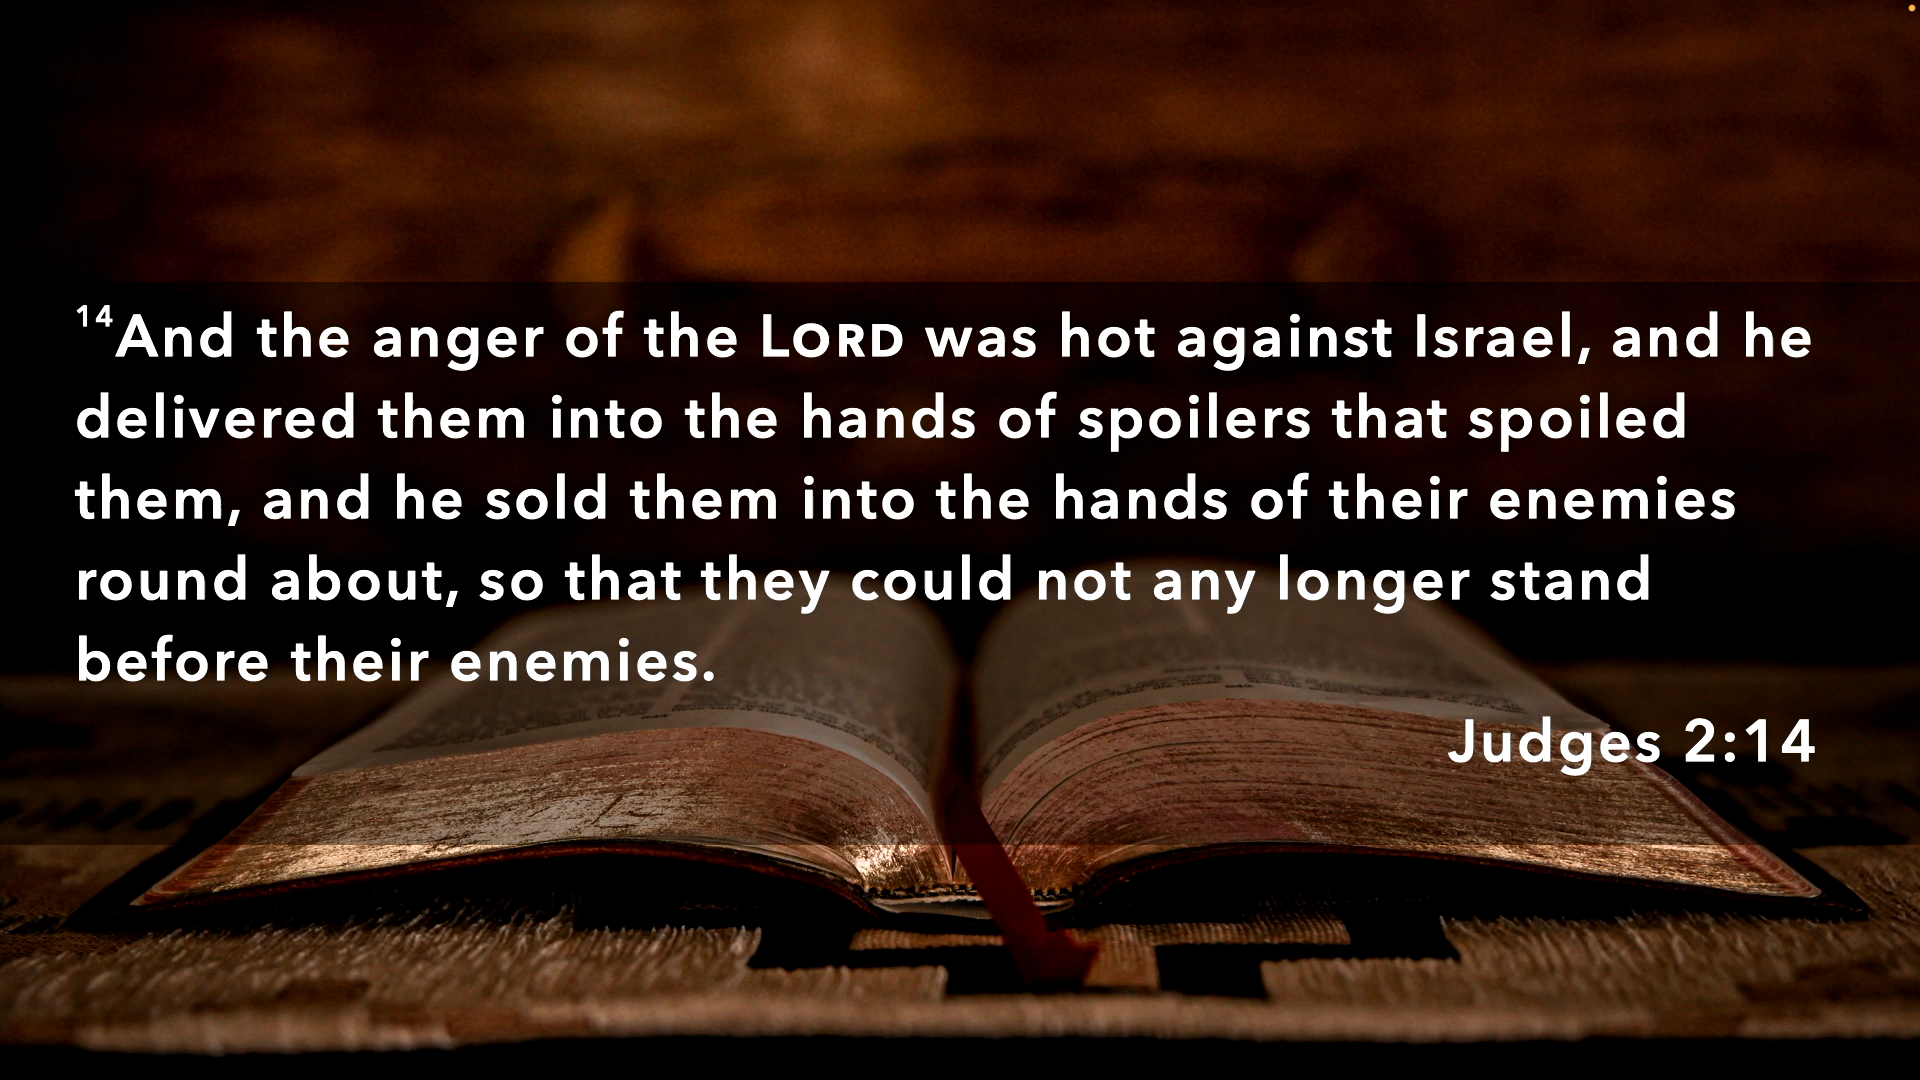 14And the anger of the LORD was hot against Israel, and he
delivered them into the hands of spoilers that spoiled
them, and he sold them into the hands of their enemies
round about, so that they could not any longer stand
before their enemies.
Judges 2:14